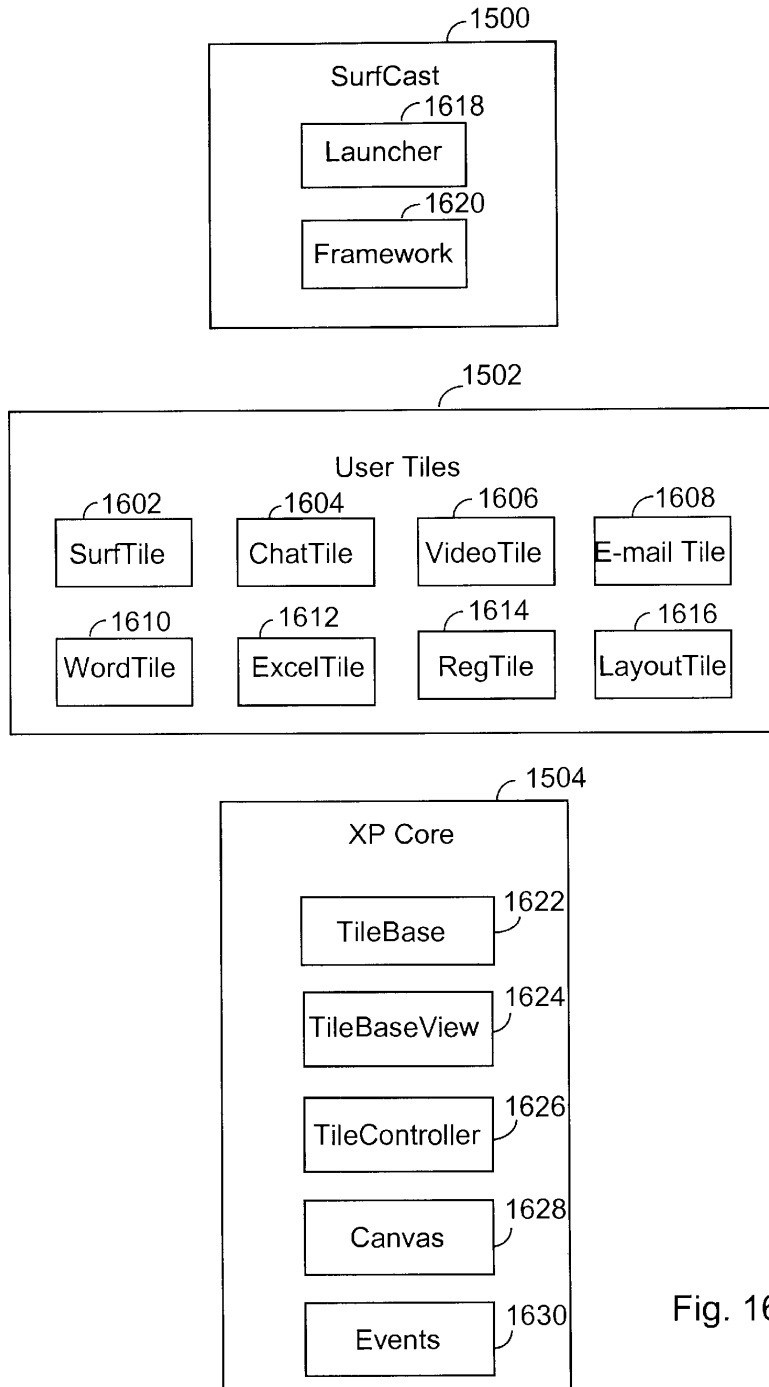 1500
SurfCast
1618
Launcher
1620
Framework
1502
User Tiles
1602 1604 1606 1608
SurfTile ChatTile VideoTile E-mail Tile
1610 1612 1614 1616
WordTile ExcelTile RegTile LayoutTile
1504
XP Core
1622
TileBase
1624
TileBaseView
1626
TileController
1628
Canvas
1630
Events
Fig. 16